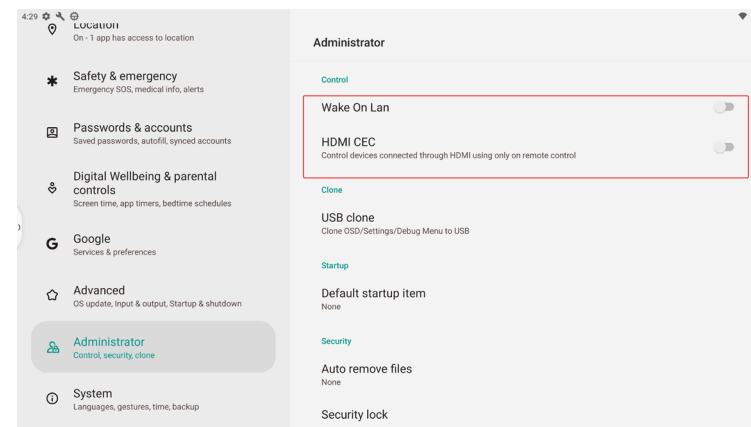 4:29
Location
On - 1 app has access to location
Safety & emergency
Emergency SOS, medical info, alerts
Passwords & accounts
Saved passwords, autofill, synced accounts
Digital Wellbeing & parental
controls
Screen time, app timers, bedtime schedules
Google
Services & preferences
Advanced
OS update, Input & output, Startup & shutdown
Administrator
Control, security, clone
System
Languages, gestures, time, backup
Administrator
Control
Wake On Lan
HDMI CEC
Control devices connected through HDMI using only on remote control
Clone
USB clone
Clone OSD/Settings/Debug Menu to USB
Startup
Default startup item
None
Security
Auto remove files
None
Security lock